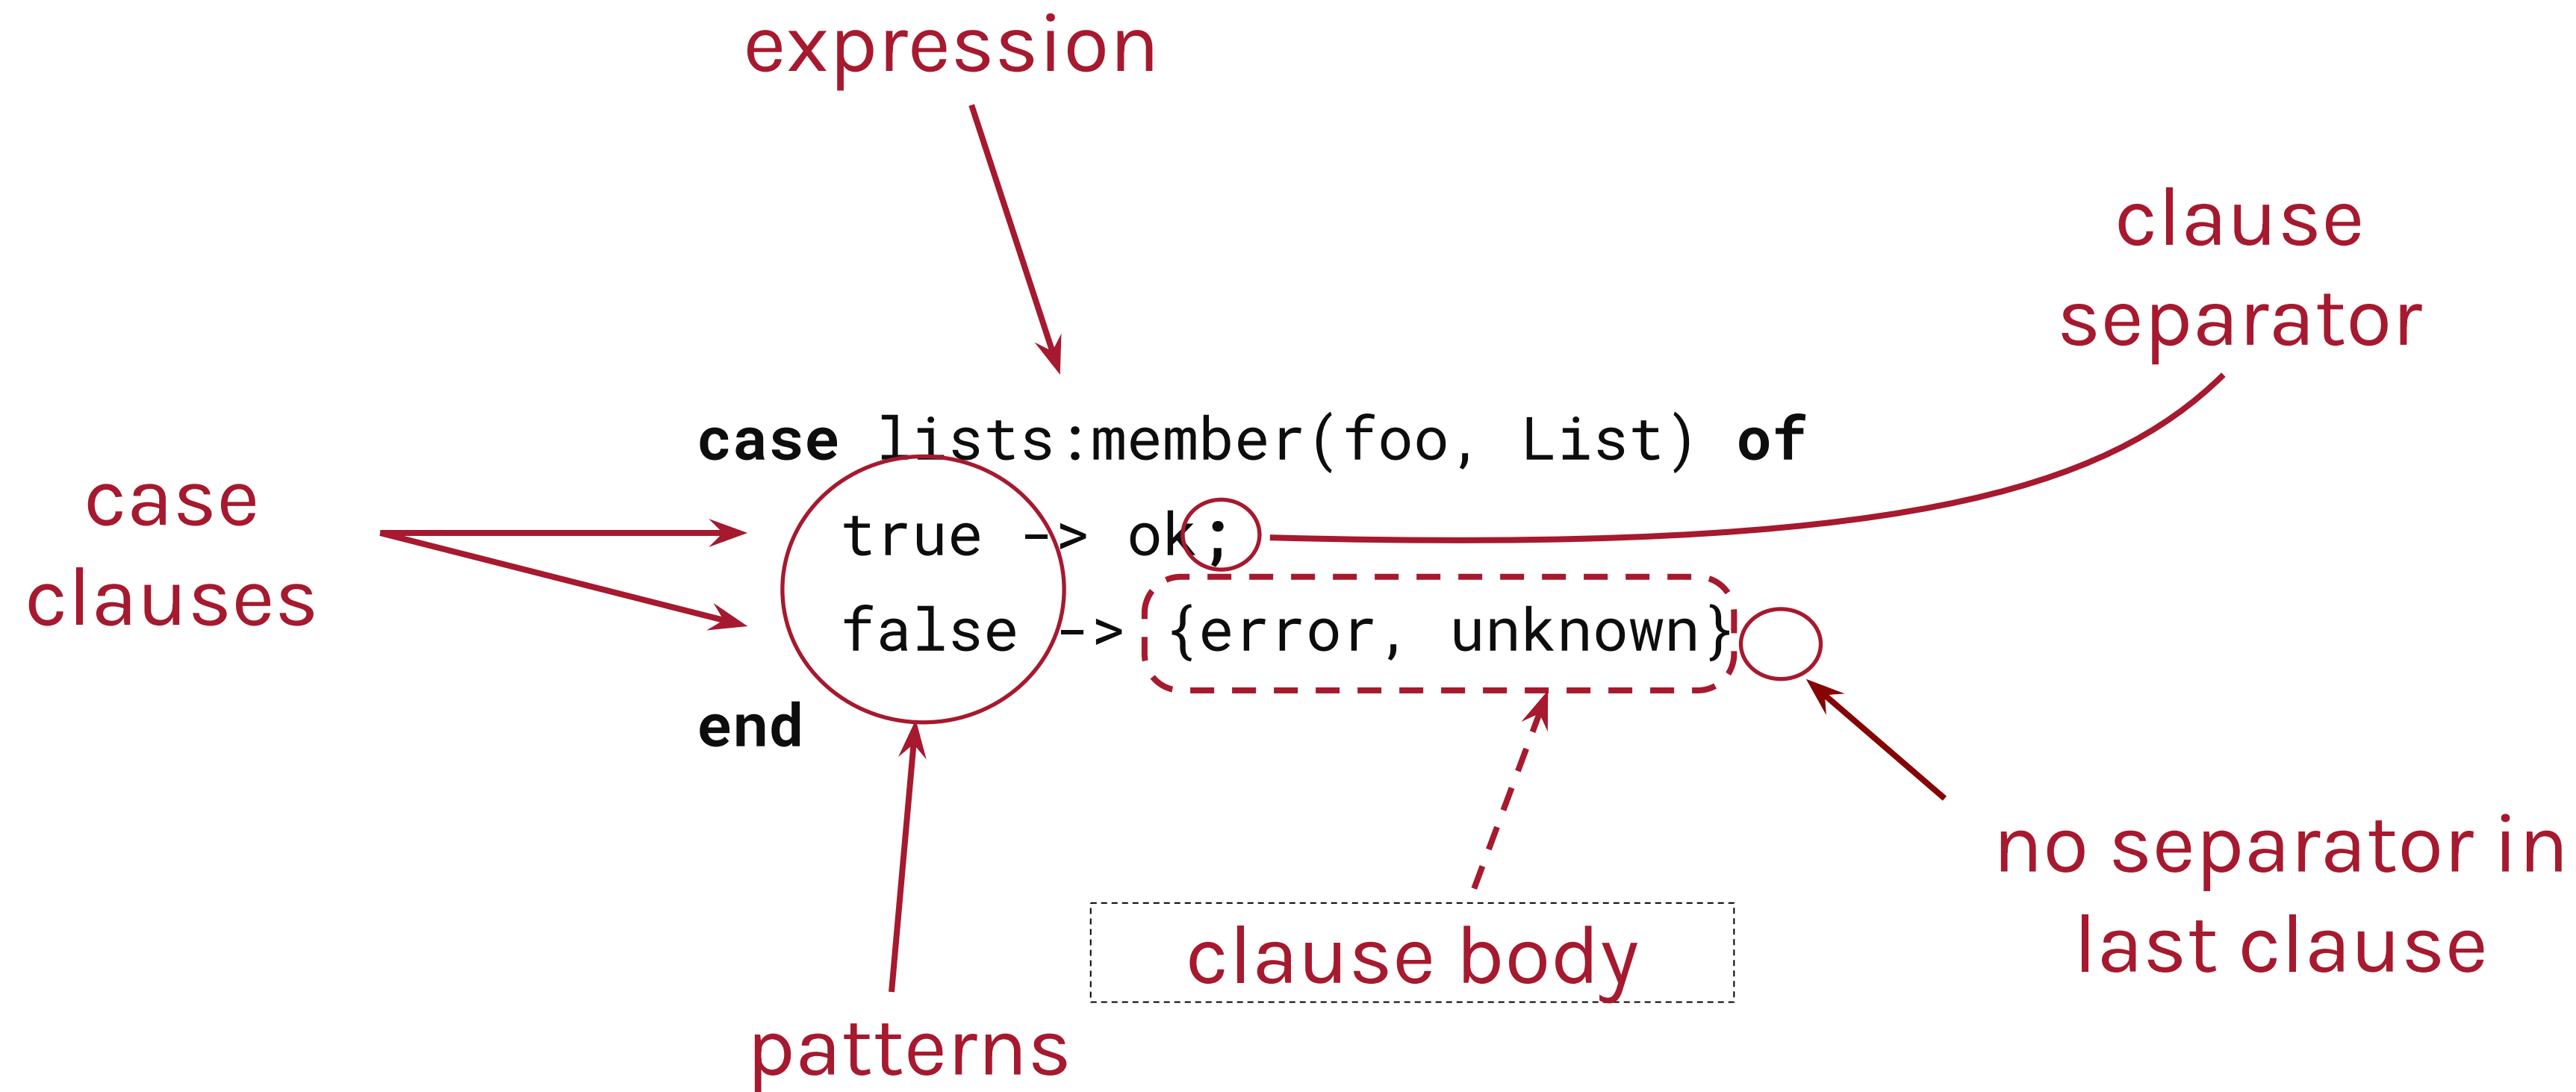 expression
clause
separator
case lists:member(foo, List) of
case
clauses
true -> ok;
false -> {error, unknown}
end
no separator in
last clause
clause body
patterns